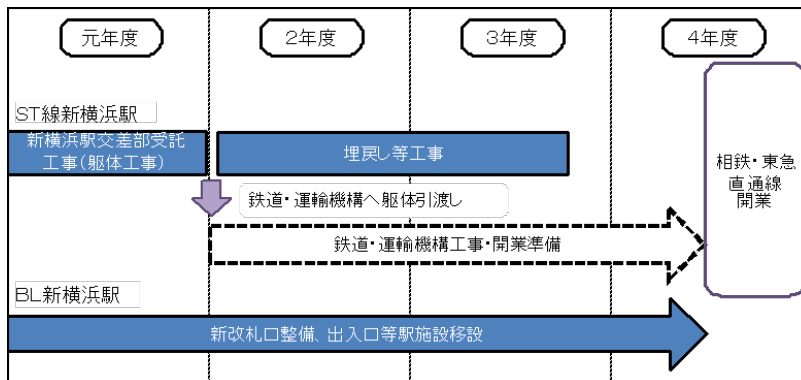 元年度
2年度
3年度
4年度
ST線新横浜駅
新横浜駅交差部受託
工事(躯体工事)
埋戻し等工事
相鉄・東急
直通線
開業
鉄道・運輸機構へ躯体引渡し
鉄道・運輸機構工事・開業準備
BL新横浜駅
新改札口整備、出入口等駅施設移設